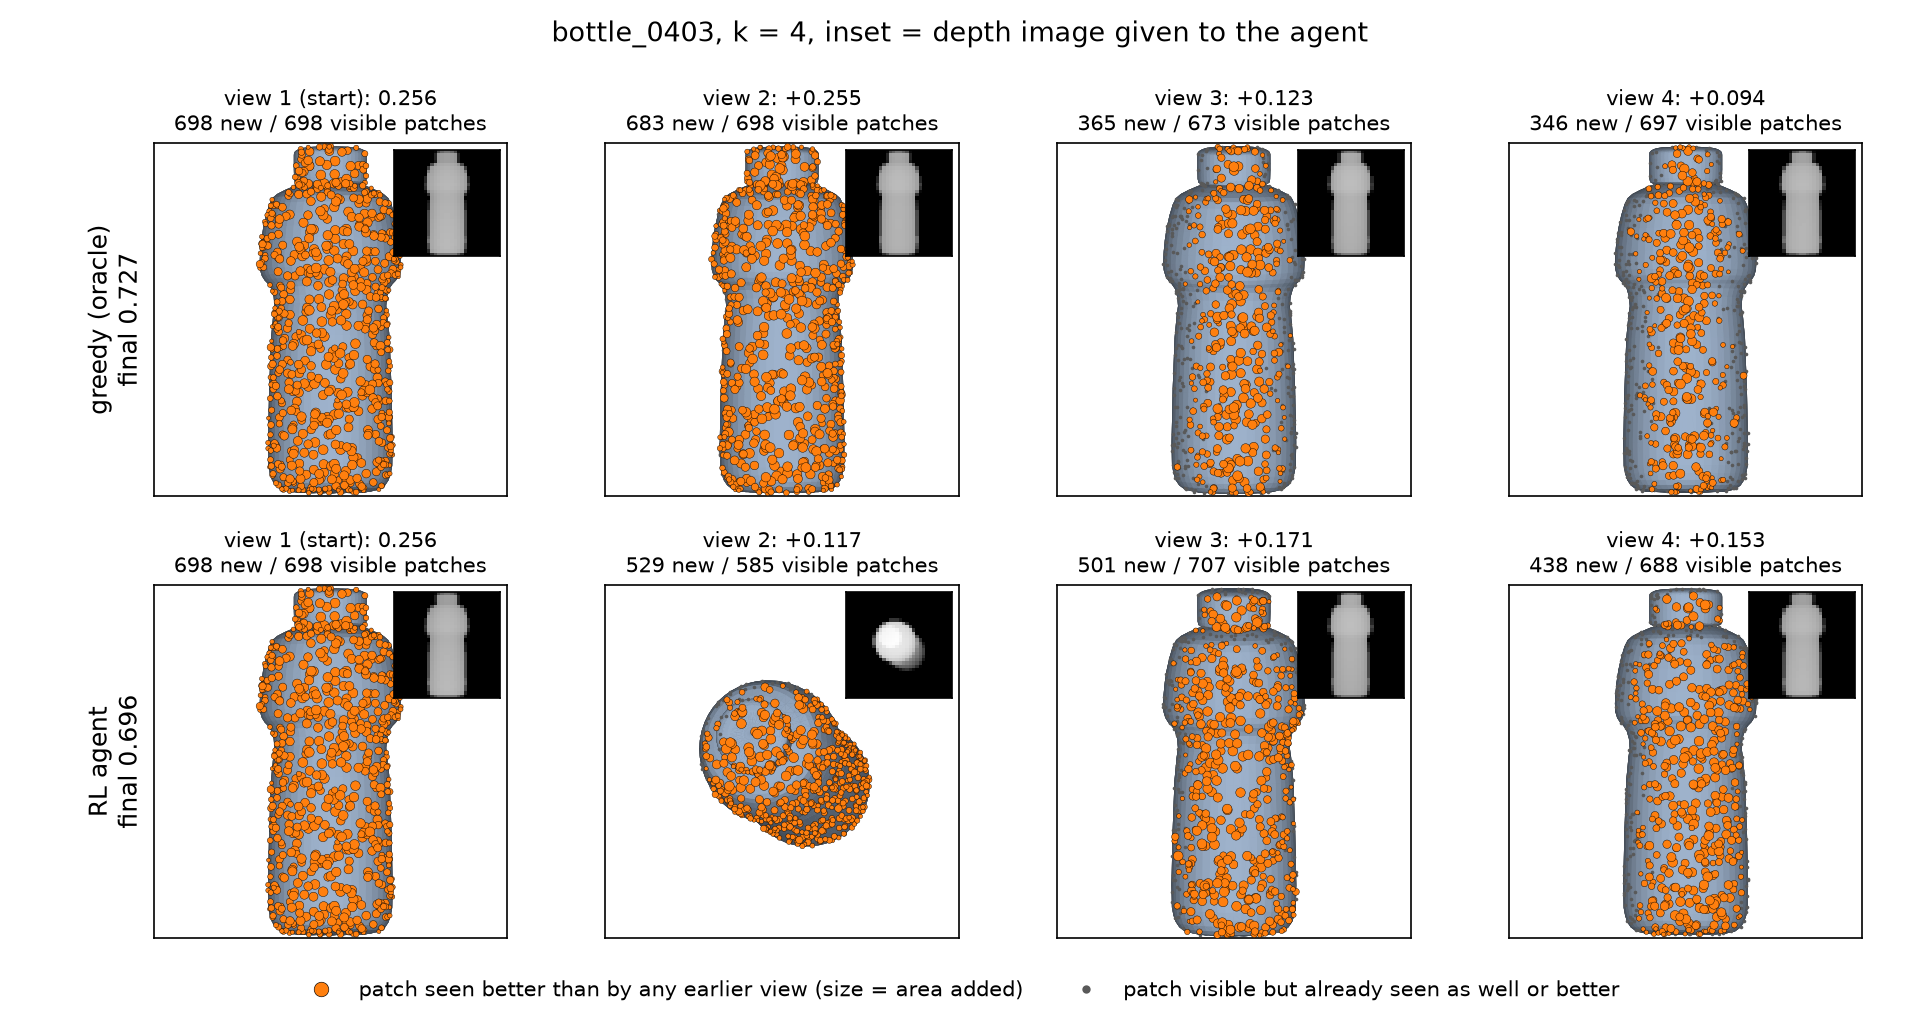 bottle_0403, k = 4, inset = depth image given to the agent
greedy (oracle)
final 0.727
view 1 (start): 0.256
698 new / 698 visible patches
view 2: +0.255
683 new / 698 visible patches
view 3: +0.123
365 new / 673 visible patches
view 4: +0.094
346 new / 697 visible patches
RL agent
final 0.696
view 1 (start): 0.256
698 new / 698 visible patches
view 2: +0.117
529 new / 585 visible patches
view 3: +0.171
501 new / 707 visible patches
view 4: +0.153
438 new / 688 visible patches
patch seen better than by any earlier view (size = area added)
patch visible but already seen as well or better